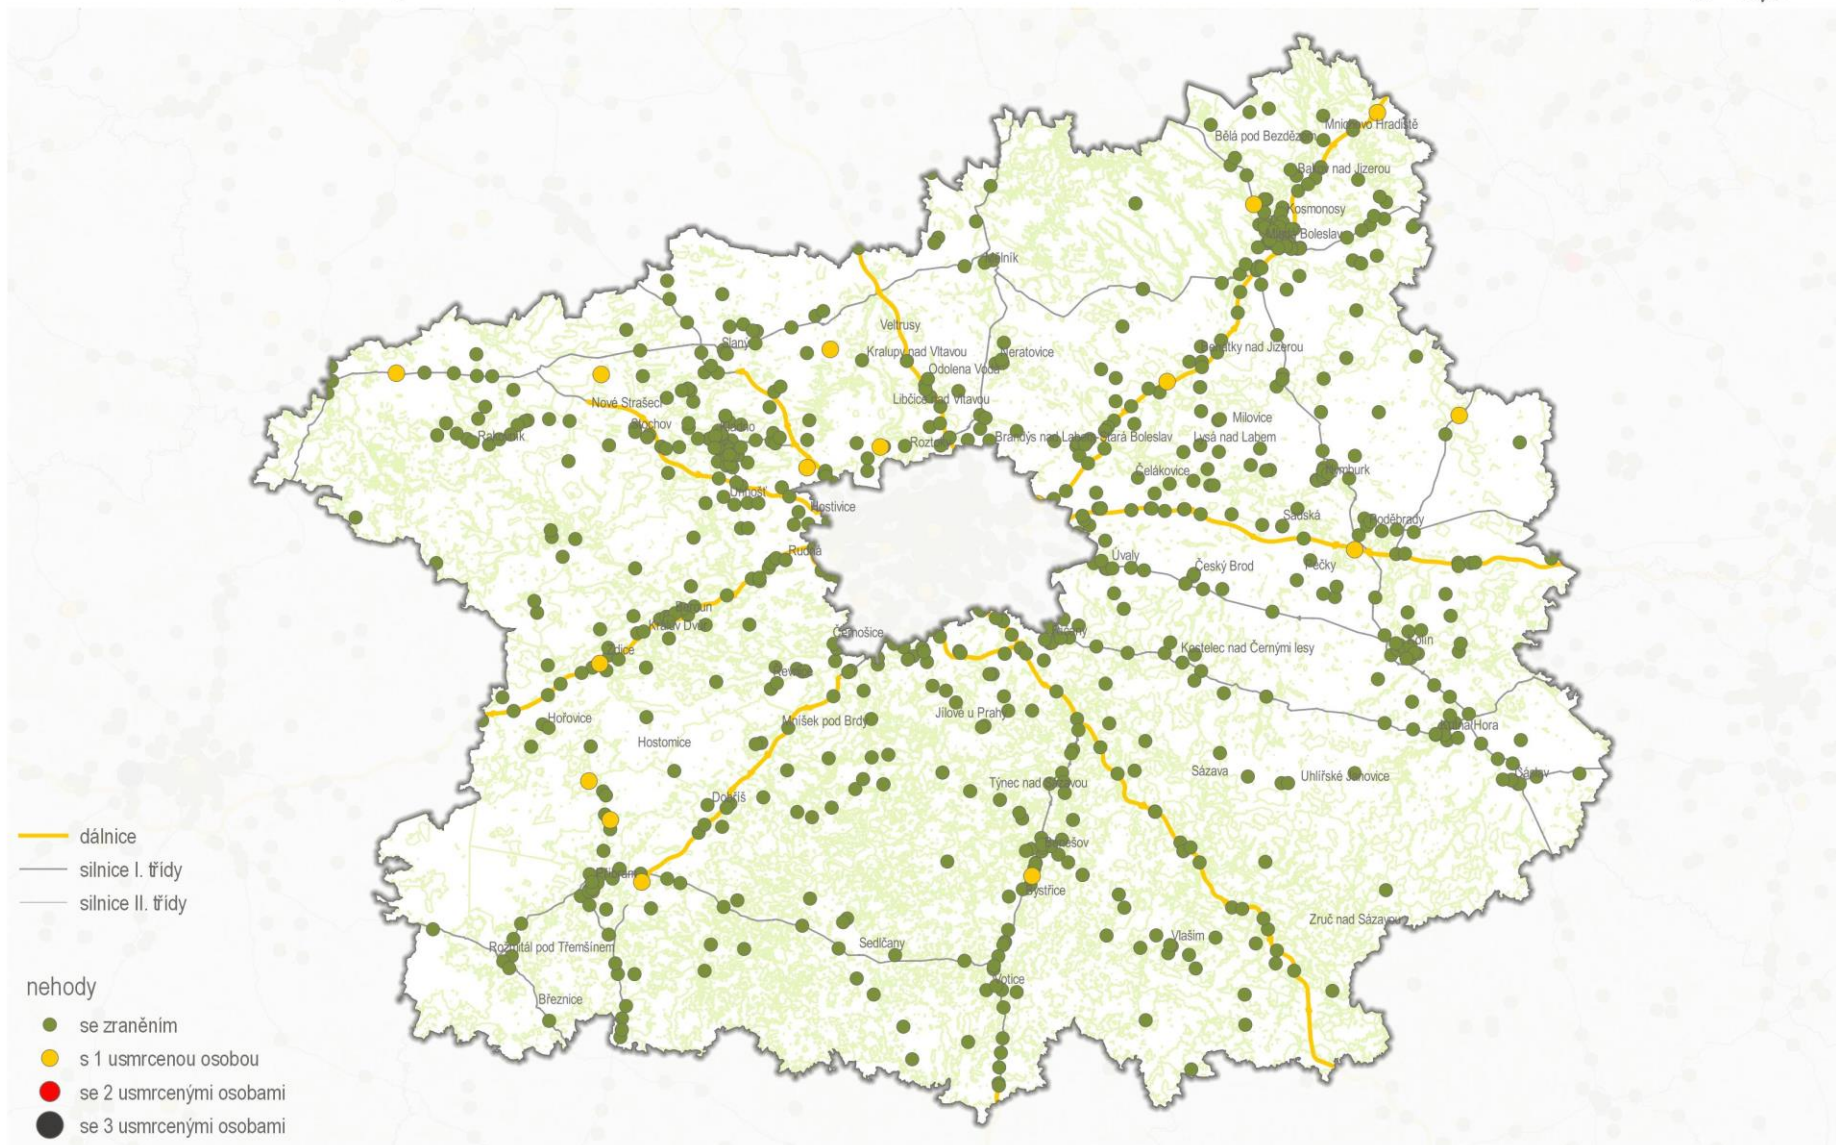 Mnichovo Hradiště
Bělá pod Bezdězem
Bakov nad Jizerou
Kosmonosy
Mladá Boleslav
Mělník
Veltrusy
Slaný
Kralupy nad Vltavou
Neratovice
Benátky nad Jizerou
Odolena Voda
Nové Strašecí
Libčice nad Vltavou
Milovice
Stochov
Kladno
Rakovník
Roztoky
Brandýs nad Labem-Stará Boleslav
Lysá nad Labem
Čelákovice
Nymburk
Unhošť
Hostivice
Sadská
Poděbrady
Rudná
Úvaly
Český Brod
Pečky
Beroun
Králův Dvůr
Černošice
Říčany
Kolín
Zdice
Kostelec nad Černými lesy
Řevnice
Hořovice
Mníšek pod Brdy
Jílové u Prahy
Kutná Hora
Hostomice
Sázava
Uhlířské Janovice
Čáslav
Týnec nad Sázavou
Dobříš
dálnice
Benešov
silnice I. třídy
Příbram
Bystřice
silnice II. třídy
Zruč nad Sázavou
Rožmitál pod Třemšínem
Sedlčany
Vlašim
Votice
nehody
Březnice
se zraněním
s 1 usmrcenou osobou
se 2 usmrcenými osobami
se 3 usmrcenými osobami